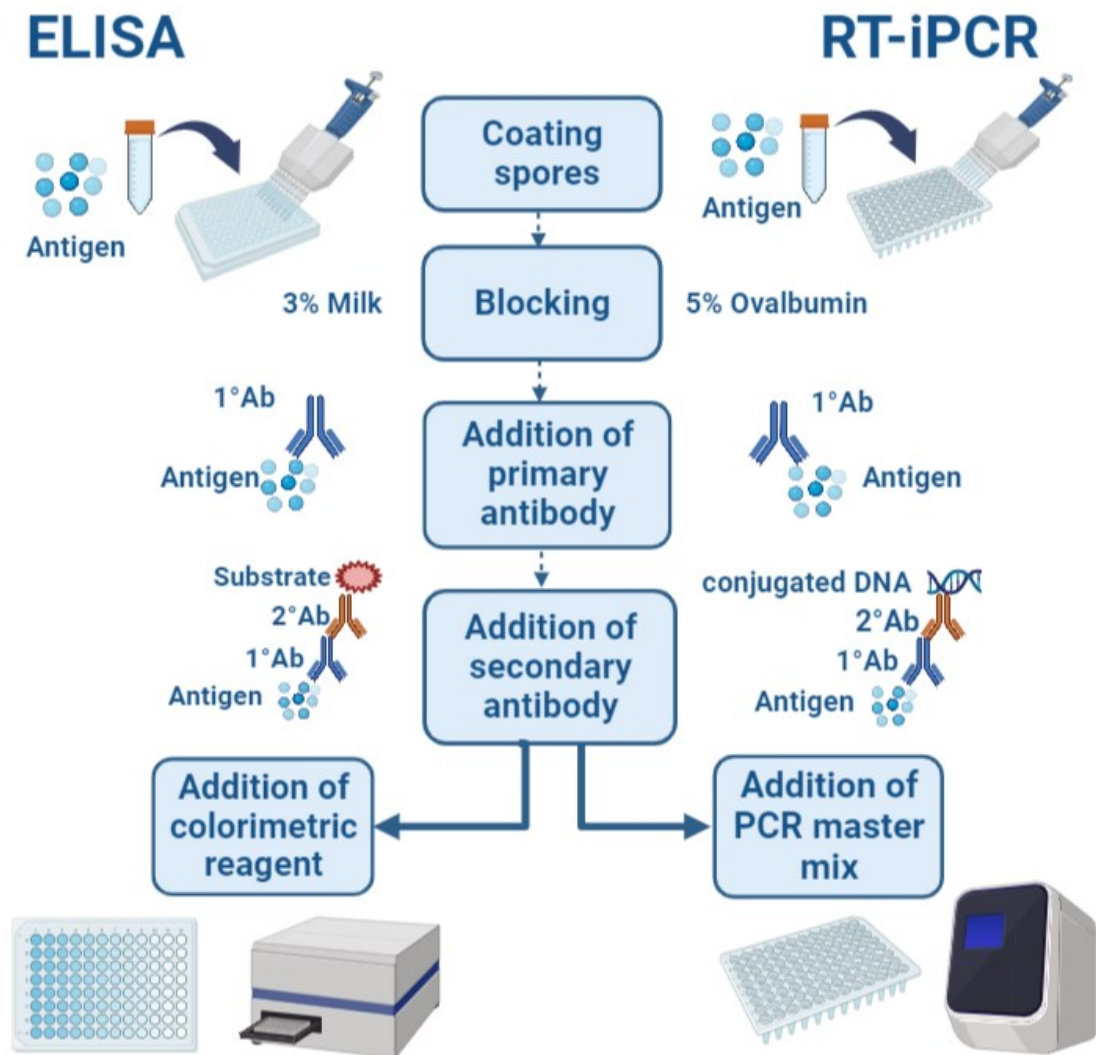 ELISA
RT-iPCR
Coating
spores
Antigen
Antigen
3% Milk
Blocking
5% Ovalbumin
1°Ab
Antigen
Addition of
primary
antibody
1°Ab
Antigen
Substrate
2°Ab
1°Ab
Antigen
Addition of
secondary
antibody
conjugated DNA
2°Ab
1°Ab
Antigen
Addition of
colorimetric
reagent
Addition of
PCR master
mix